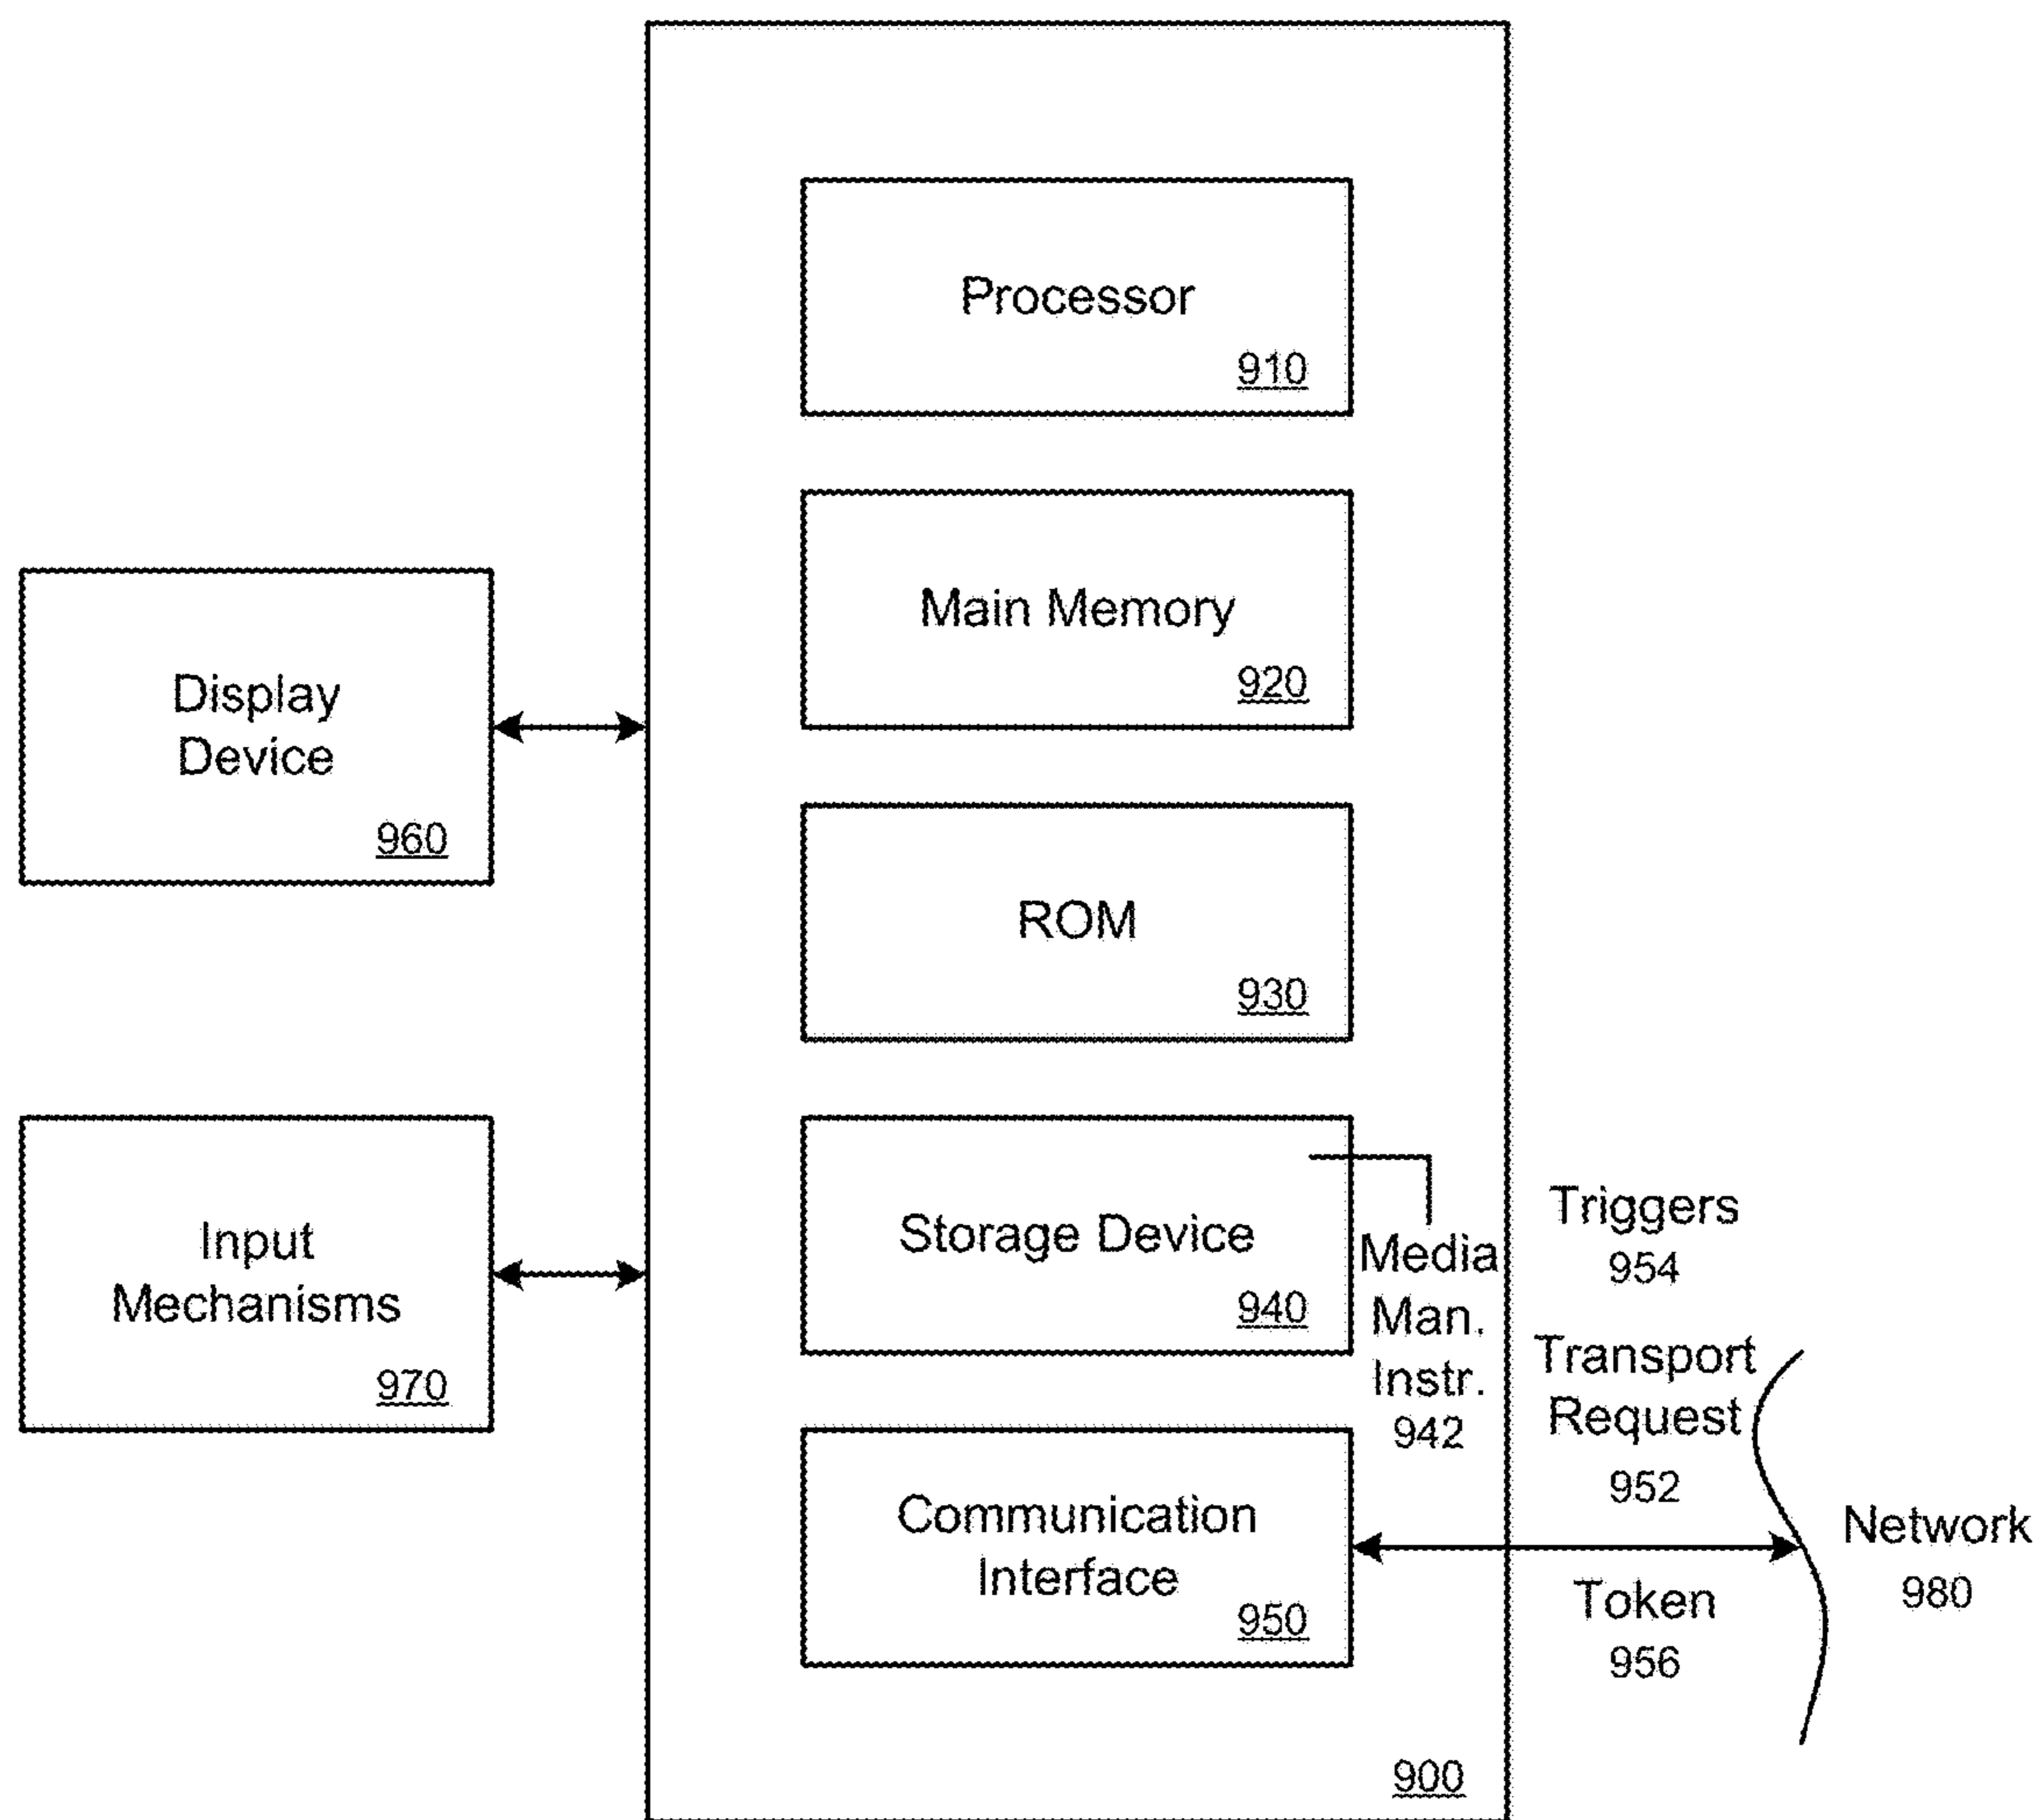 Processor
910
Main Memory
920
Display
Device
960
ROM
930
Input
Mechanisms
970
Storage Device
940
Media
Man.
Instr.
942
Triggers
954
Transport
Request
952
Communication
Interface
950
Token
956
Network
980
900